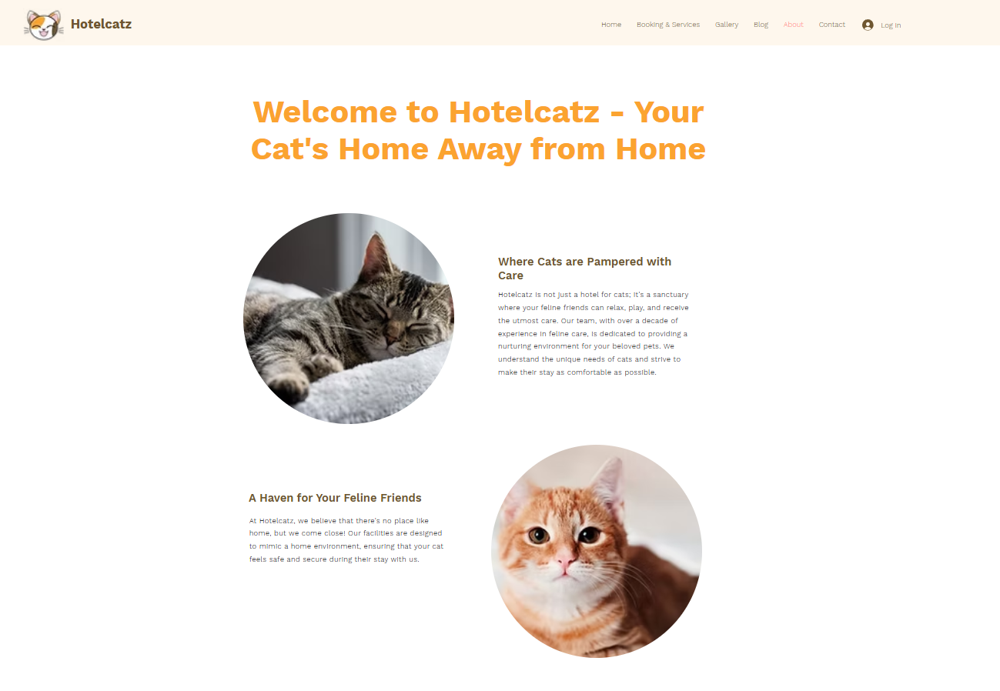 Hotelcatz
Home Booking & Services Gallery Blog About Contact Log In
Welcome to Hotelcatz - Your
Cat's Home Away from Home
Where Cats are Pampered with
Care
Hotelcatz is not just a hotel for cats; it's a sanctuary
where your feline friends can relax, play, and receive
the utmost care. Our team, with over a decade of
experience in feline care, is dedicated to providing a
nurturing environment for your beloved pets. We
understand the unique needs of cats and strive to
make their stay as comfortable as possible.
A Haven for Your Feline Friends
At Hotelcatz, we believe that there's no place like
home, but we come close! Our facilities are designed
to mimic a home environment, ensuring that your cat
feels safe and secure during their stay with us.